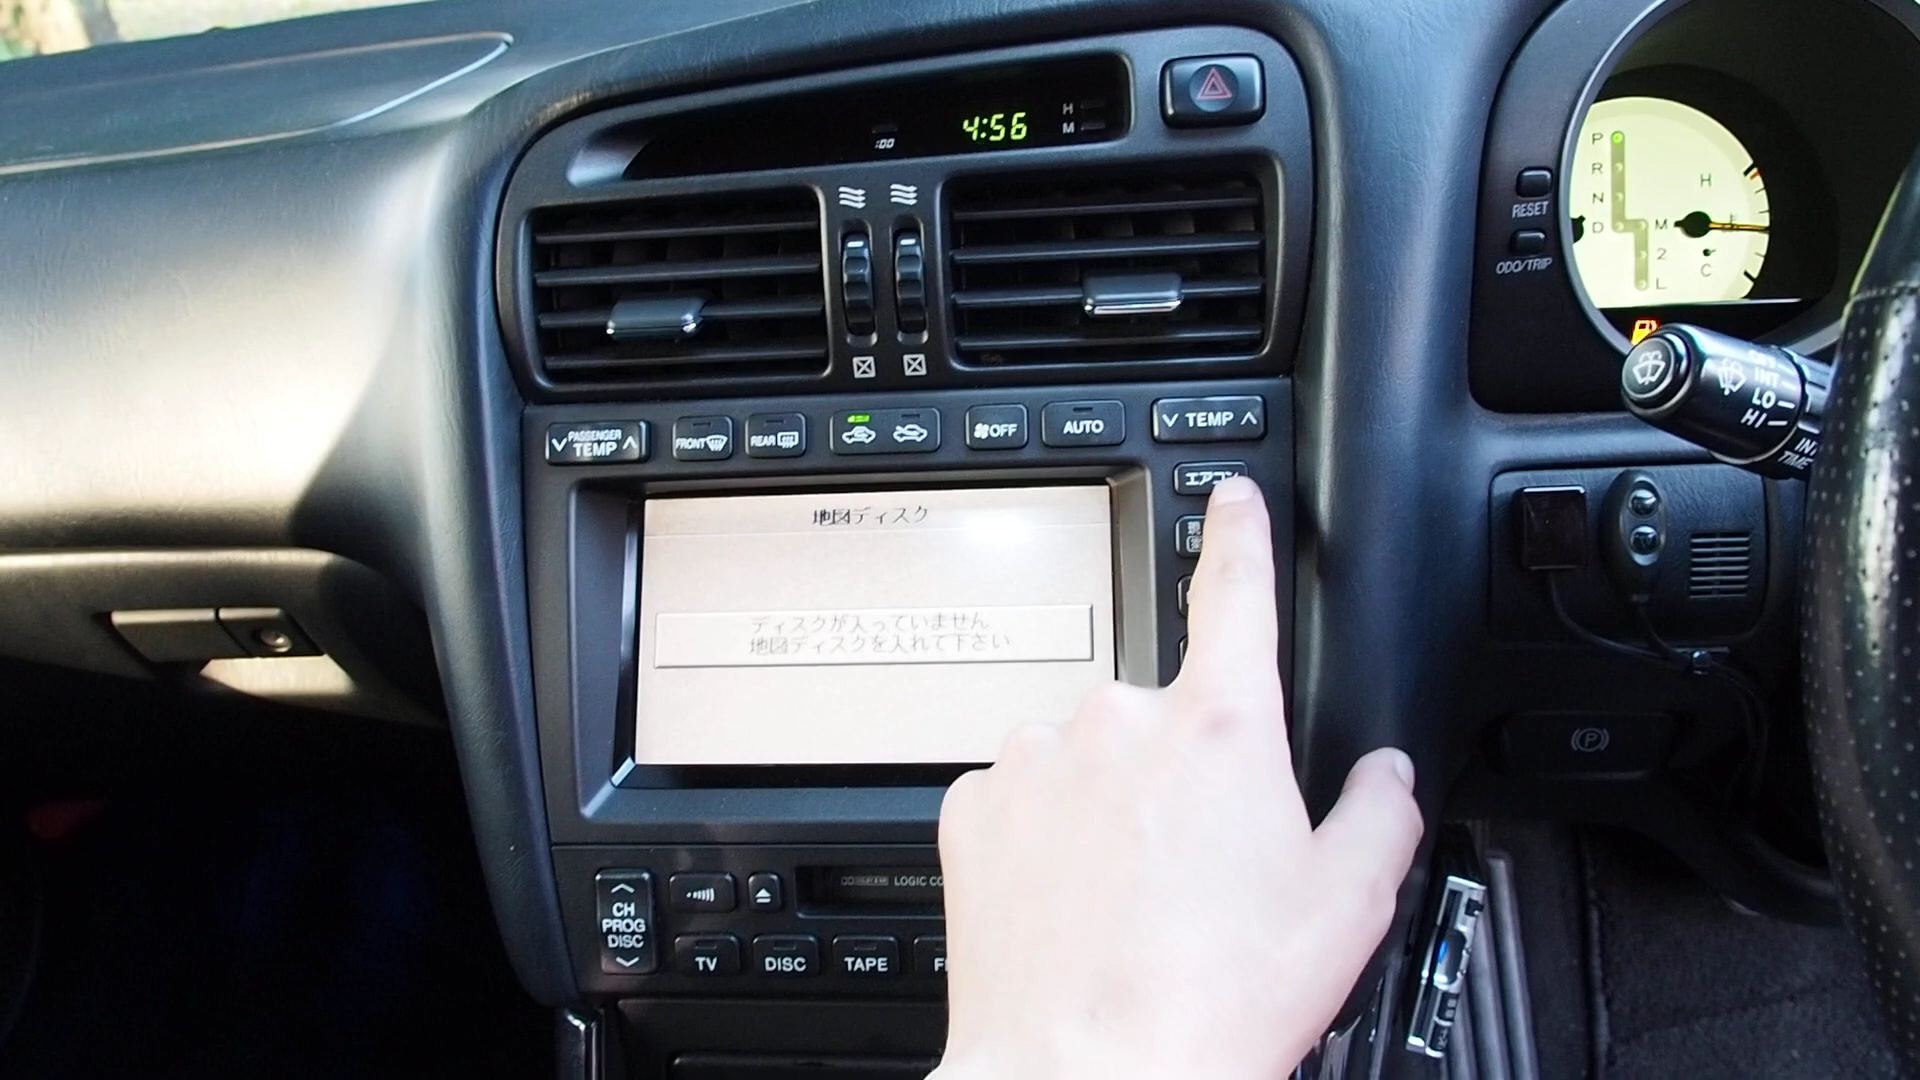 4:56
H
M
:00
PASSENGER
TEMP
FRONT
REAR
OFF
AUTO
TEMP
エアコン
地図ディスク
ディスクが入っていません
地図ディスクを入れて下さい
CH
PROG
DISC
LOGIC
TV
DISC
TAPE
RESET
ODO/TRIP
P
R
N
D
M
2
L
H
C
OFF
INT
LO
HI
TIME
P